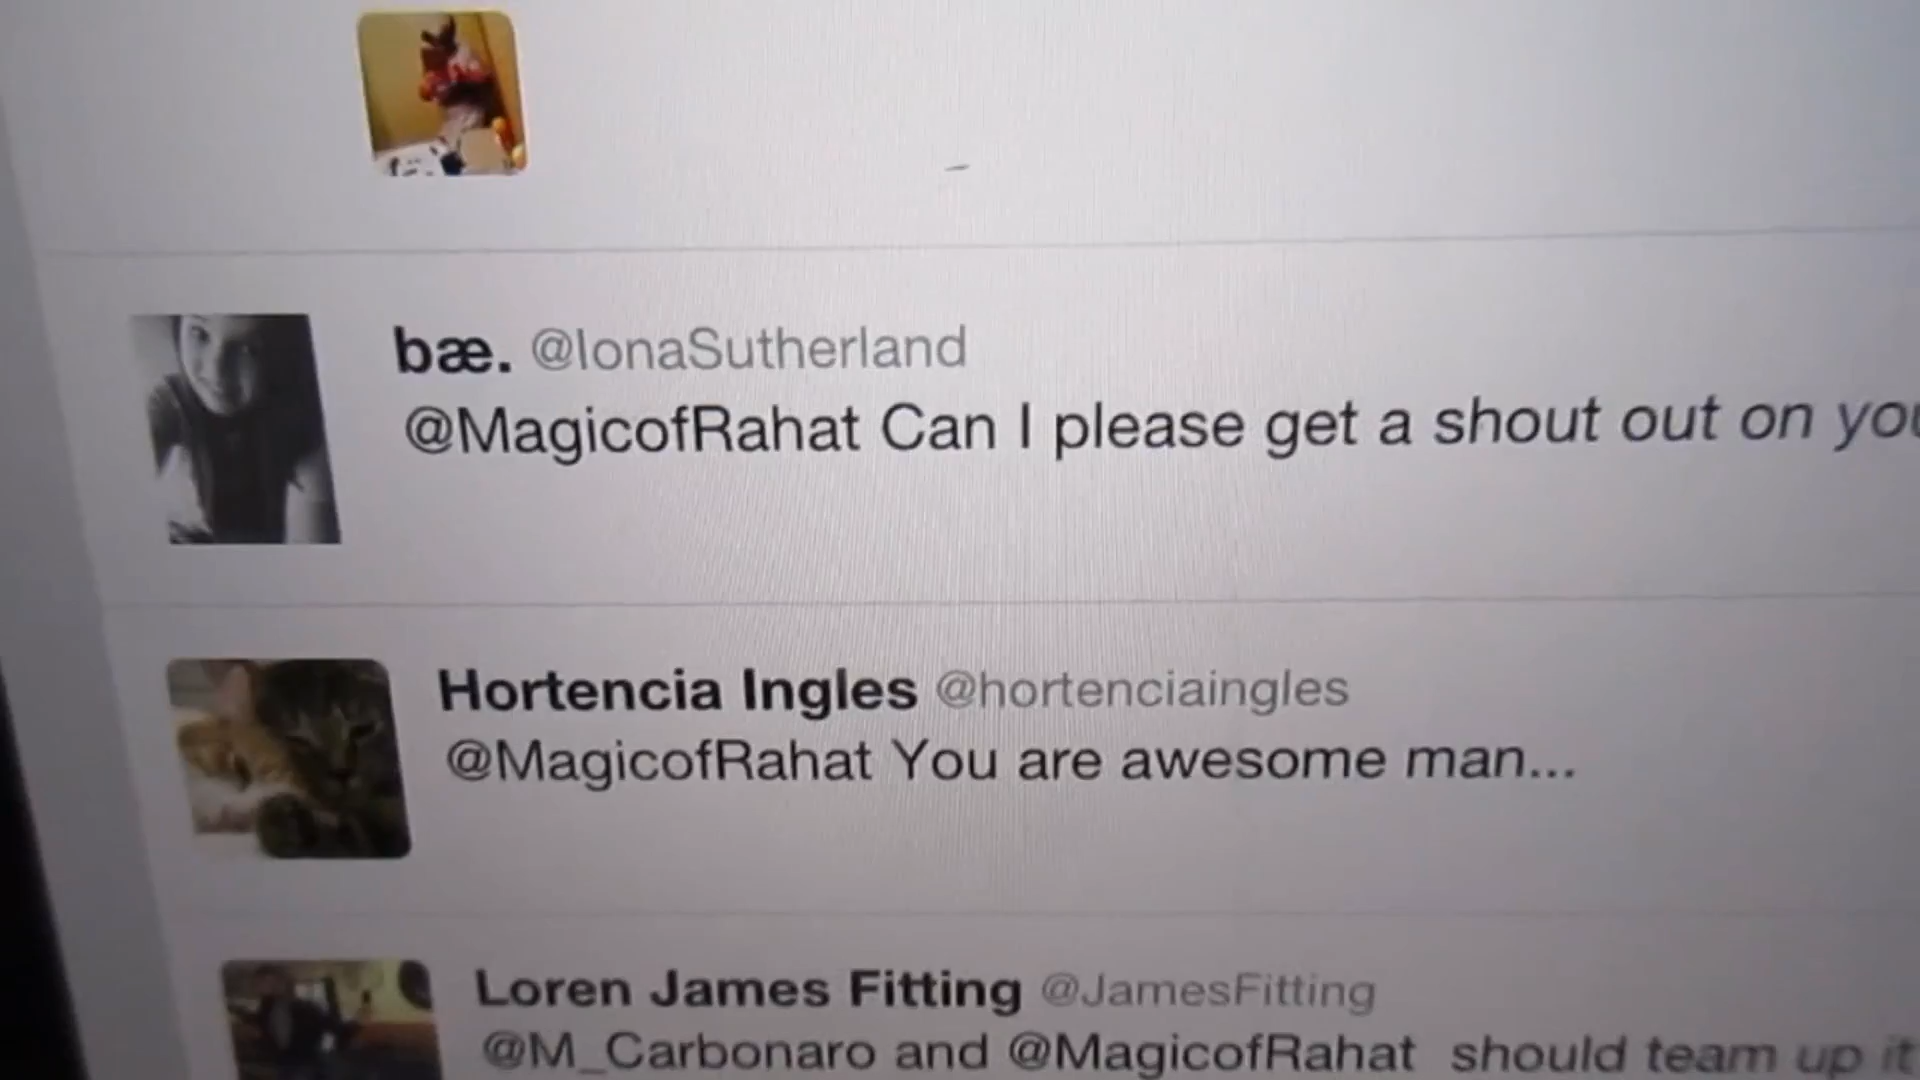 bæ. @IonaSutherland
@MagicofRahat Can I please get a shout out on
Hortencia Ingles @hortenciaingles
@MagicofRahat You are awesome man...
Loren James Fitting @JamesFitting
@M_Carbonaro and @MagicofRahat should team up it